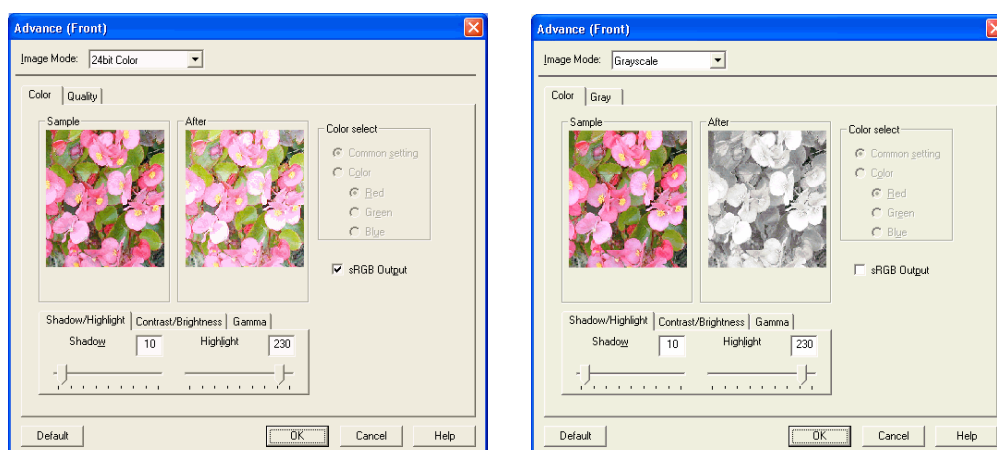 Advance (Front)
Image Mode: 24bit Color
Color Quality
Sample After
Color select
Common setting
Color
Red
Green
Blue
sRGB Output
Shadow/Highlight Contrast/Brightness Gamma
Shadow 10 Highlight 230
Default OK Cancel Help
Advance (Front)
Image Mode: Grayscale
Color Gray
Sample After
Color select
Common setting
Color
Red
Green
Blue
sRGB Output
Shadow/Highlight Contrast/Brightness Gamma
Shadow 10 Highlight 230
Default OK Cancel Help